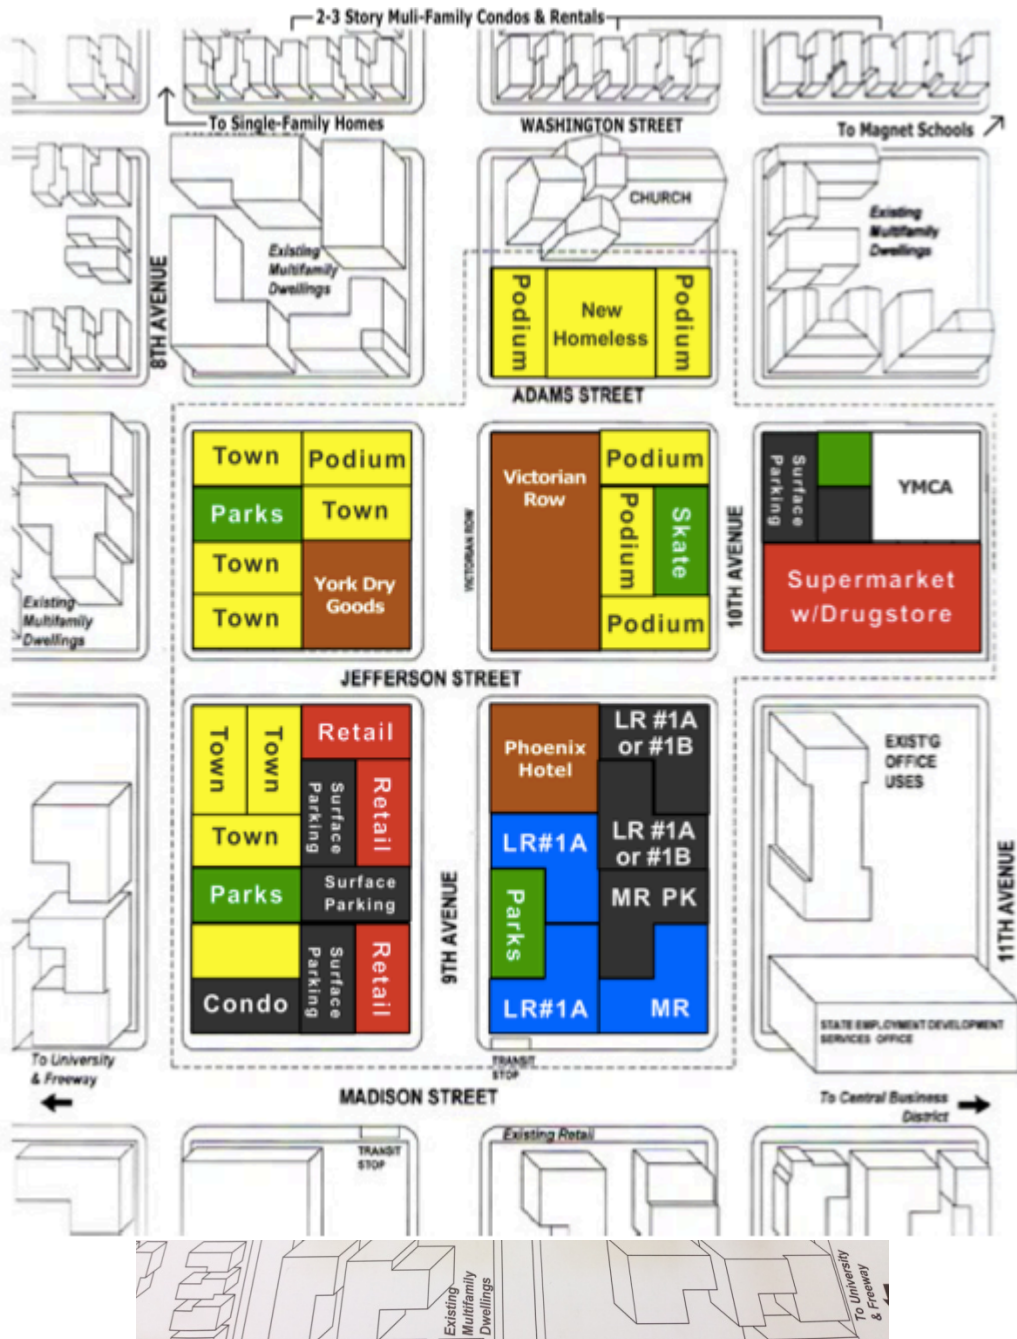 2-3 Story Muli-Family Condos & Rentals
To Single-Family Homes
WASHINGTON STREET
To Magnet Schools
8TH AVENUE
Existing
Multifamily
Dwellings
CHURCH
Existing
Multifamily
Dwellings
Podium
New
Homeless
Podium
ADAMS STREET
Existing
Multifamily
Dwellings
Town
Podium
Parks
Town
Town
York Dry
Goods
Town
VICTORIAN ROW
Victorian
Row
Podium
Podium
Skate
Podium
10TH AVENUE
Surface
Parking
YMCA
Supermarket
w/Drugstore
JEFFERSON STREET
Town
Town
Retail
Surface
Parking
Retail
Town
Parks
Surface
Parking
Surface
Parking
Retail
Condo
9TH AVENUE
Phoenix
Hotel
LR #1A
or #1B
LR#1A
LR #1A
or #1B
Parks
MR PK
LR#1A
MR
EXIST'G
OFFICE
USES
11TH AVENUE
STATE EMPLOYMENT DEVELOPMENT
SERVICES OFFICE
To University
& Freeway
TRANSIT
STOP
MADISON STREET
To Central Business
District
TRANSIT
STOP
Existing Retail
Existing
Multifamily
Dwellings
To University
& Freeway